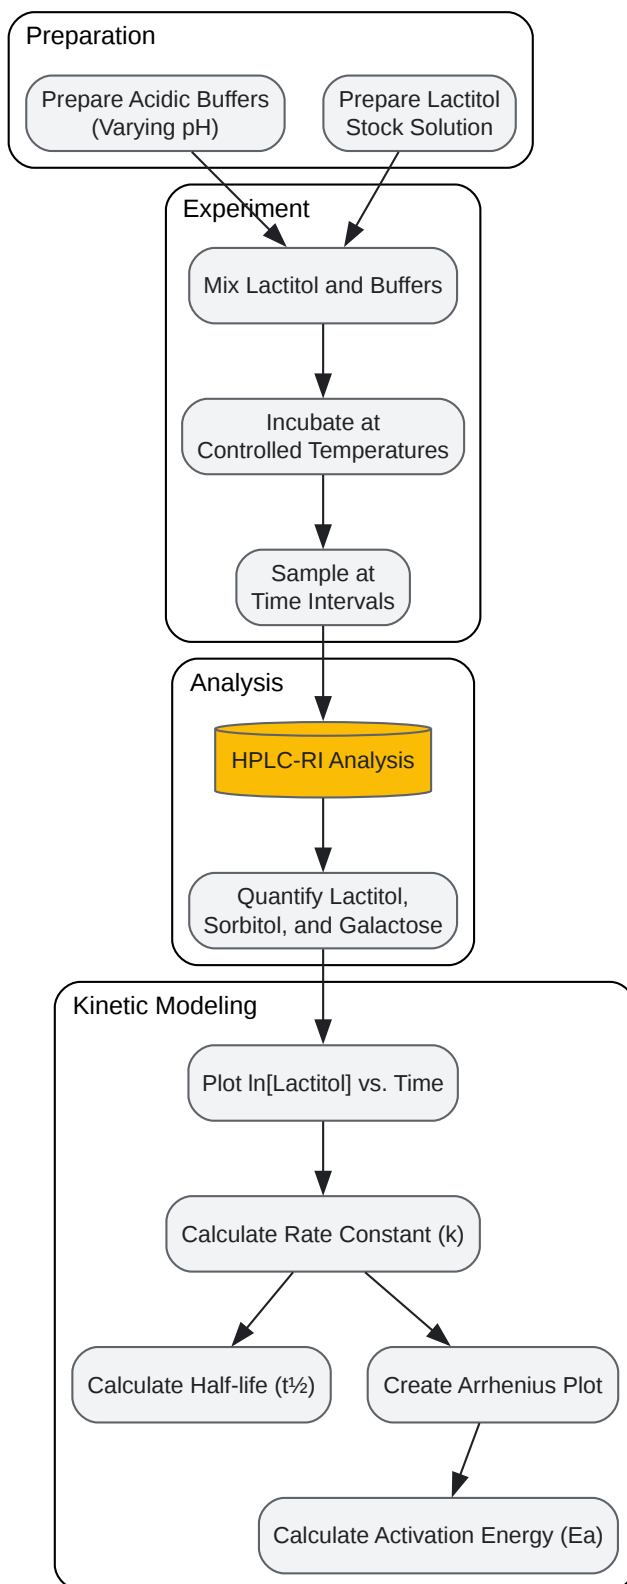 Preparation
Prepare Acidic Buffers
(Varying pH)
Prepare Lactitol
Stock Solution
Experiment
Mix Lactitol and Buffers
Incubate at
Controlled Temperatures
Sample at
Time Intervals
Analysis
HPLC-RI Analysis
Quantify Lactitol,
Sorbitol, and Galactose
Kinetic Modeling
Plot ln[Lactitol] vs. Time
Calculate Rate Constant (k)
Calculate Half-life (t½)
Create Arrhenius Plot
Calculate Activation Energy (Ea)